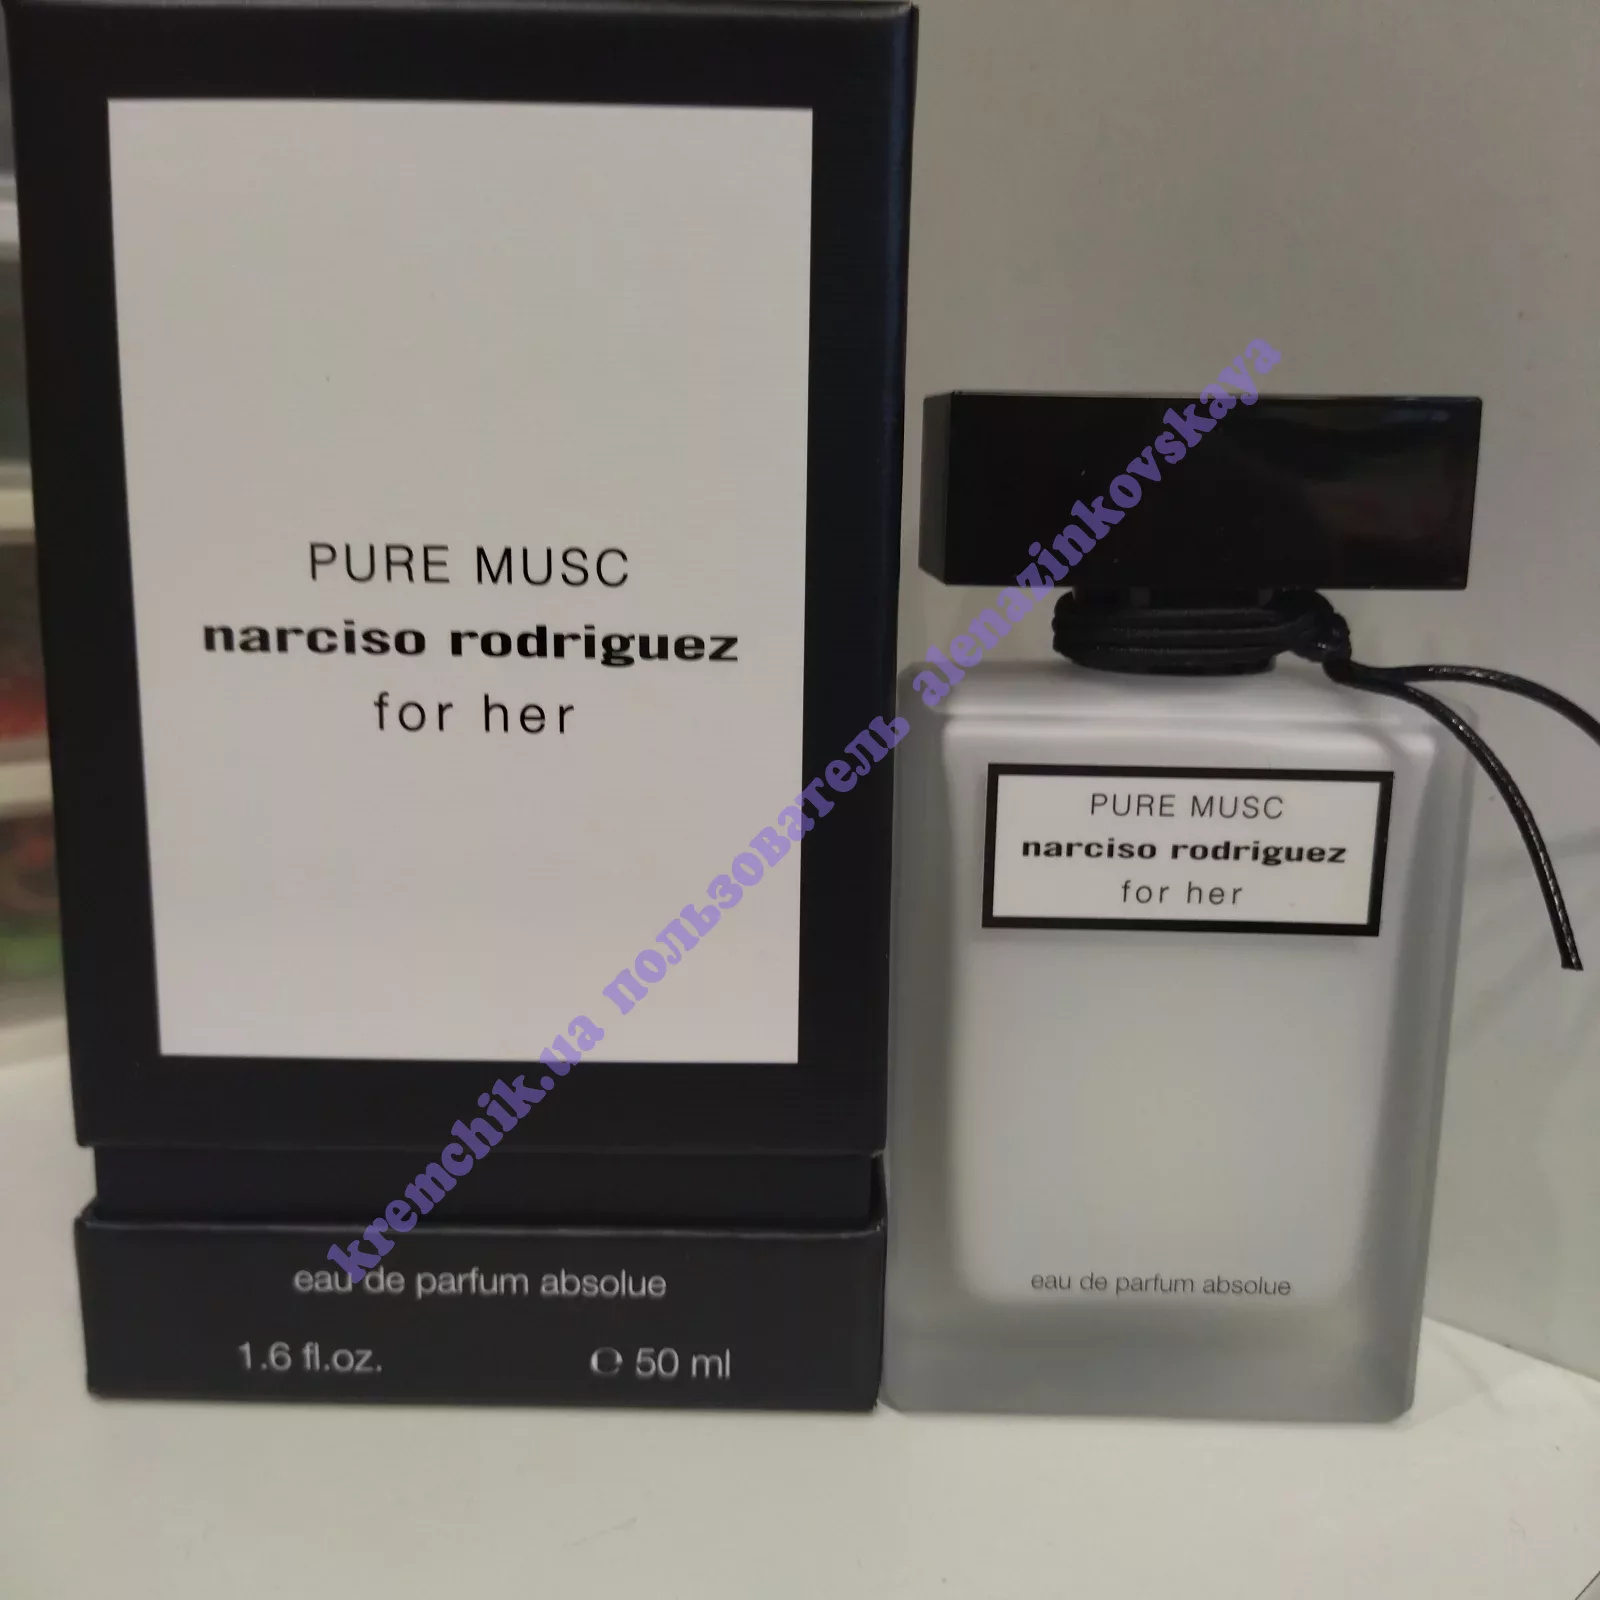 PURE MUSC
narciso rodriguez
for her
eau de parfum absolue
1.6 fl.oz.
℮ 50 ml
PURE MUSC
narciso rodriguez
for her
eau de parfum absolue
kremchik.ua пользователь alenazinkovskaya